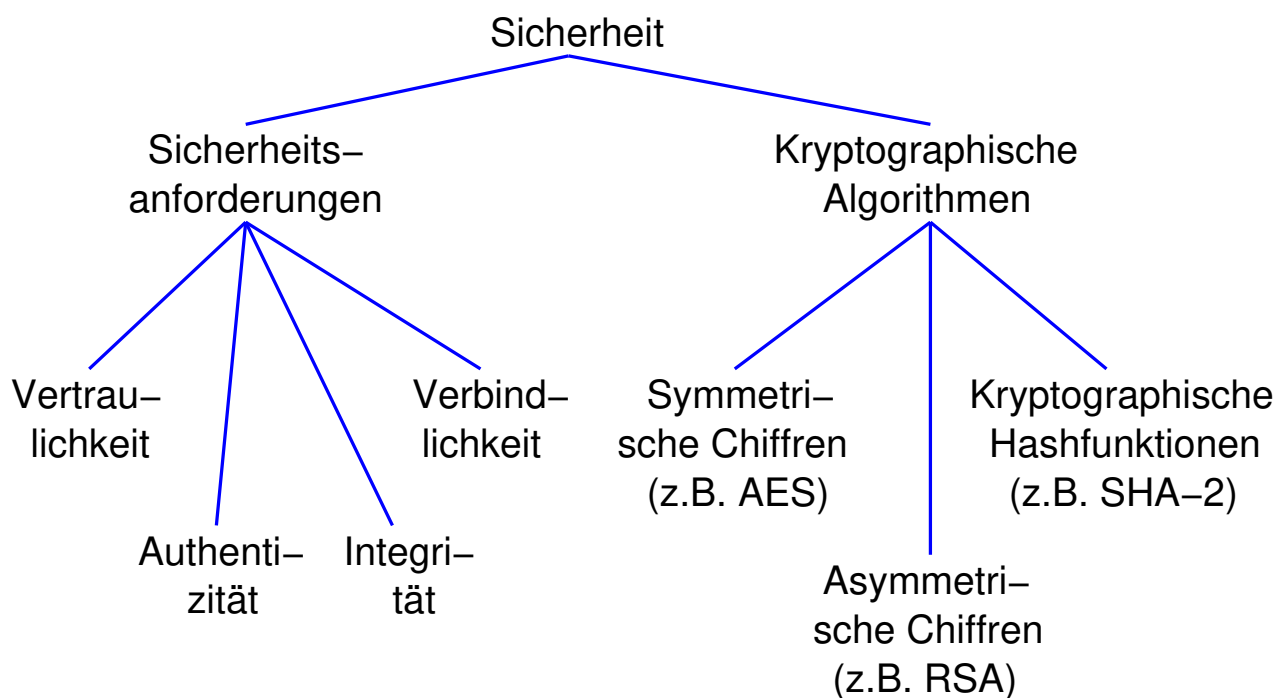 Sicherheit
Sicherheits−
anforderungen
Kryptographische
Algorithmen
Vertrau−
lichkeit
Authenti−
zität
Integri−
tät
Verbind−
lichkeit
Symmetri−
sche Chiffren
(z.B. AES)
Asymmetri−
sche Chiffren
(z.B. RSA)
Kryptographische
Hashfunktionen
(z.B. SHA−2)